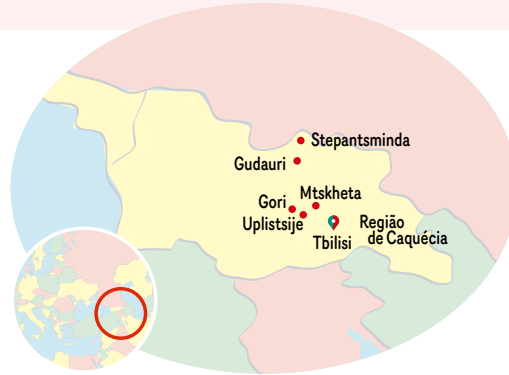 Stepantsminda
Gudauri
Mtskheta
Gori
Uplistsije
Região
de Caquécia
Tbilisi